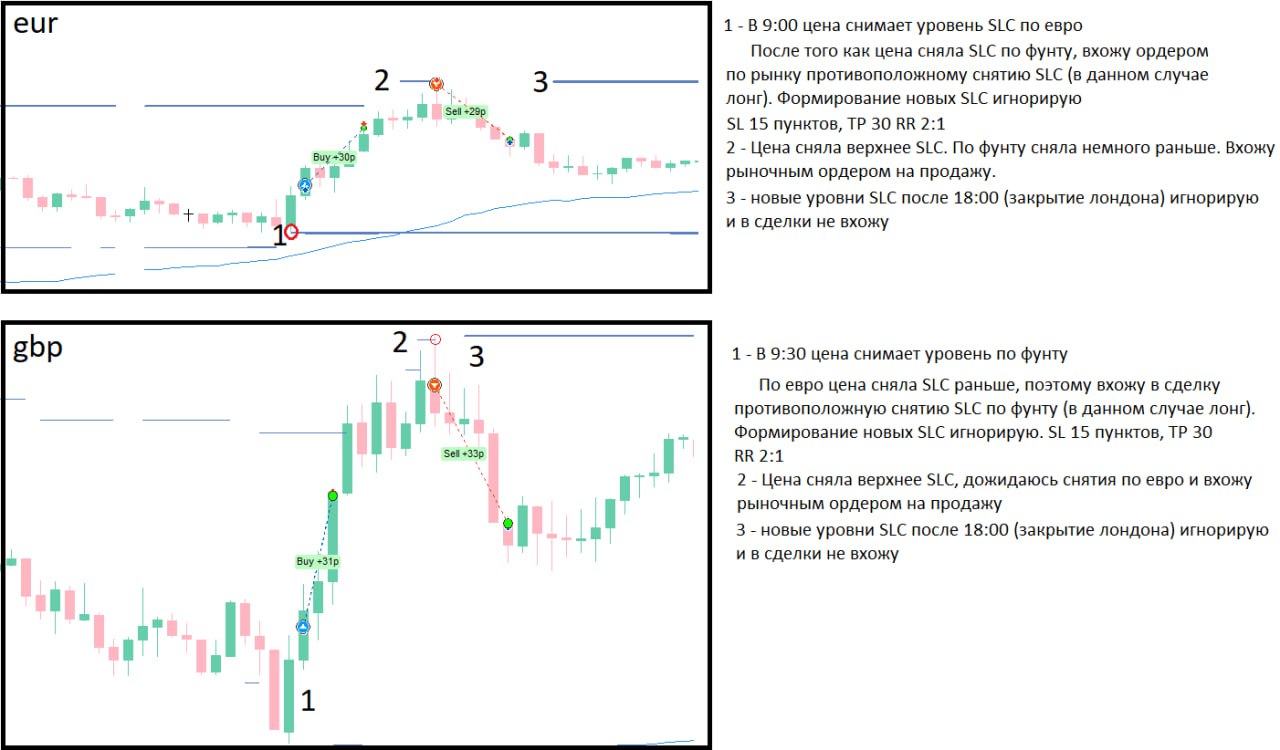 eur
2
3
Sell +29p
Buy +30p
1
1 - В 9:00 цена снимает уровень SLC по евро
После того как цена сняла SLC по фунту, вхожу ордером
по рынку противоположному снятию SLC (в данном случае
лонг). Формирование новых SLC игнорирую
SL 15 пунктов, TP 30 RR 2:1
2 - Цена сняла верхнее SLC. По фунту сняла немного раньше. Вхожу
рыночным ордером на продажу.
3 - новые уровни SLC после 18:00 (закрытие лондона) игнорирую
и в сделки не вхожу
gbp
2
3
Sell +33p
Buy +31p
1
1 - В 9:30 цена снимает уровень по фунту
По евро цена сняла SLC раньше, поэтому вхожу в сделку
противоположную снятию SLC по фунту (в данном случае лонг).
Формирование новых SLC игнорирую. SL 15 пунктов, TP 30
RR 2:1
2 - Цена сняла верхнее SLC, дожидаюсь снятия по евро и вхожу
рыночным ордером на продажу
3 - новые уровни SLC после 18:00 (закрытие лондона) игнорирую
и в сделки не вхожу